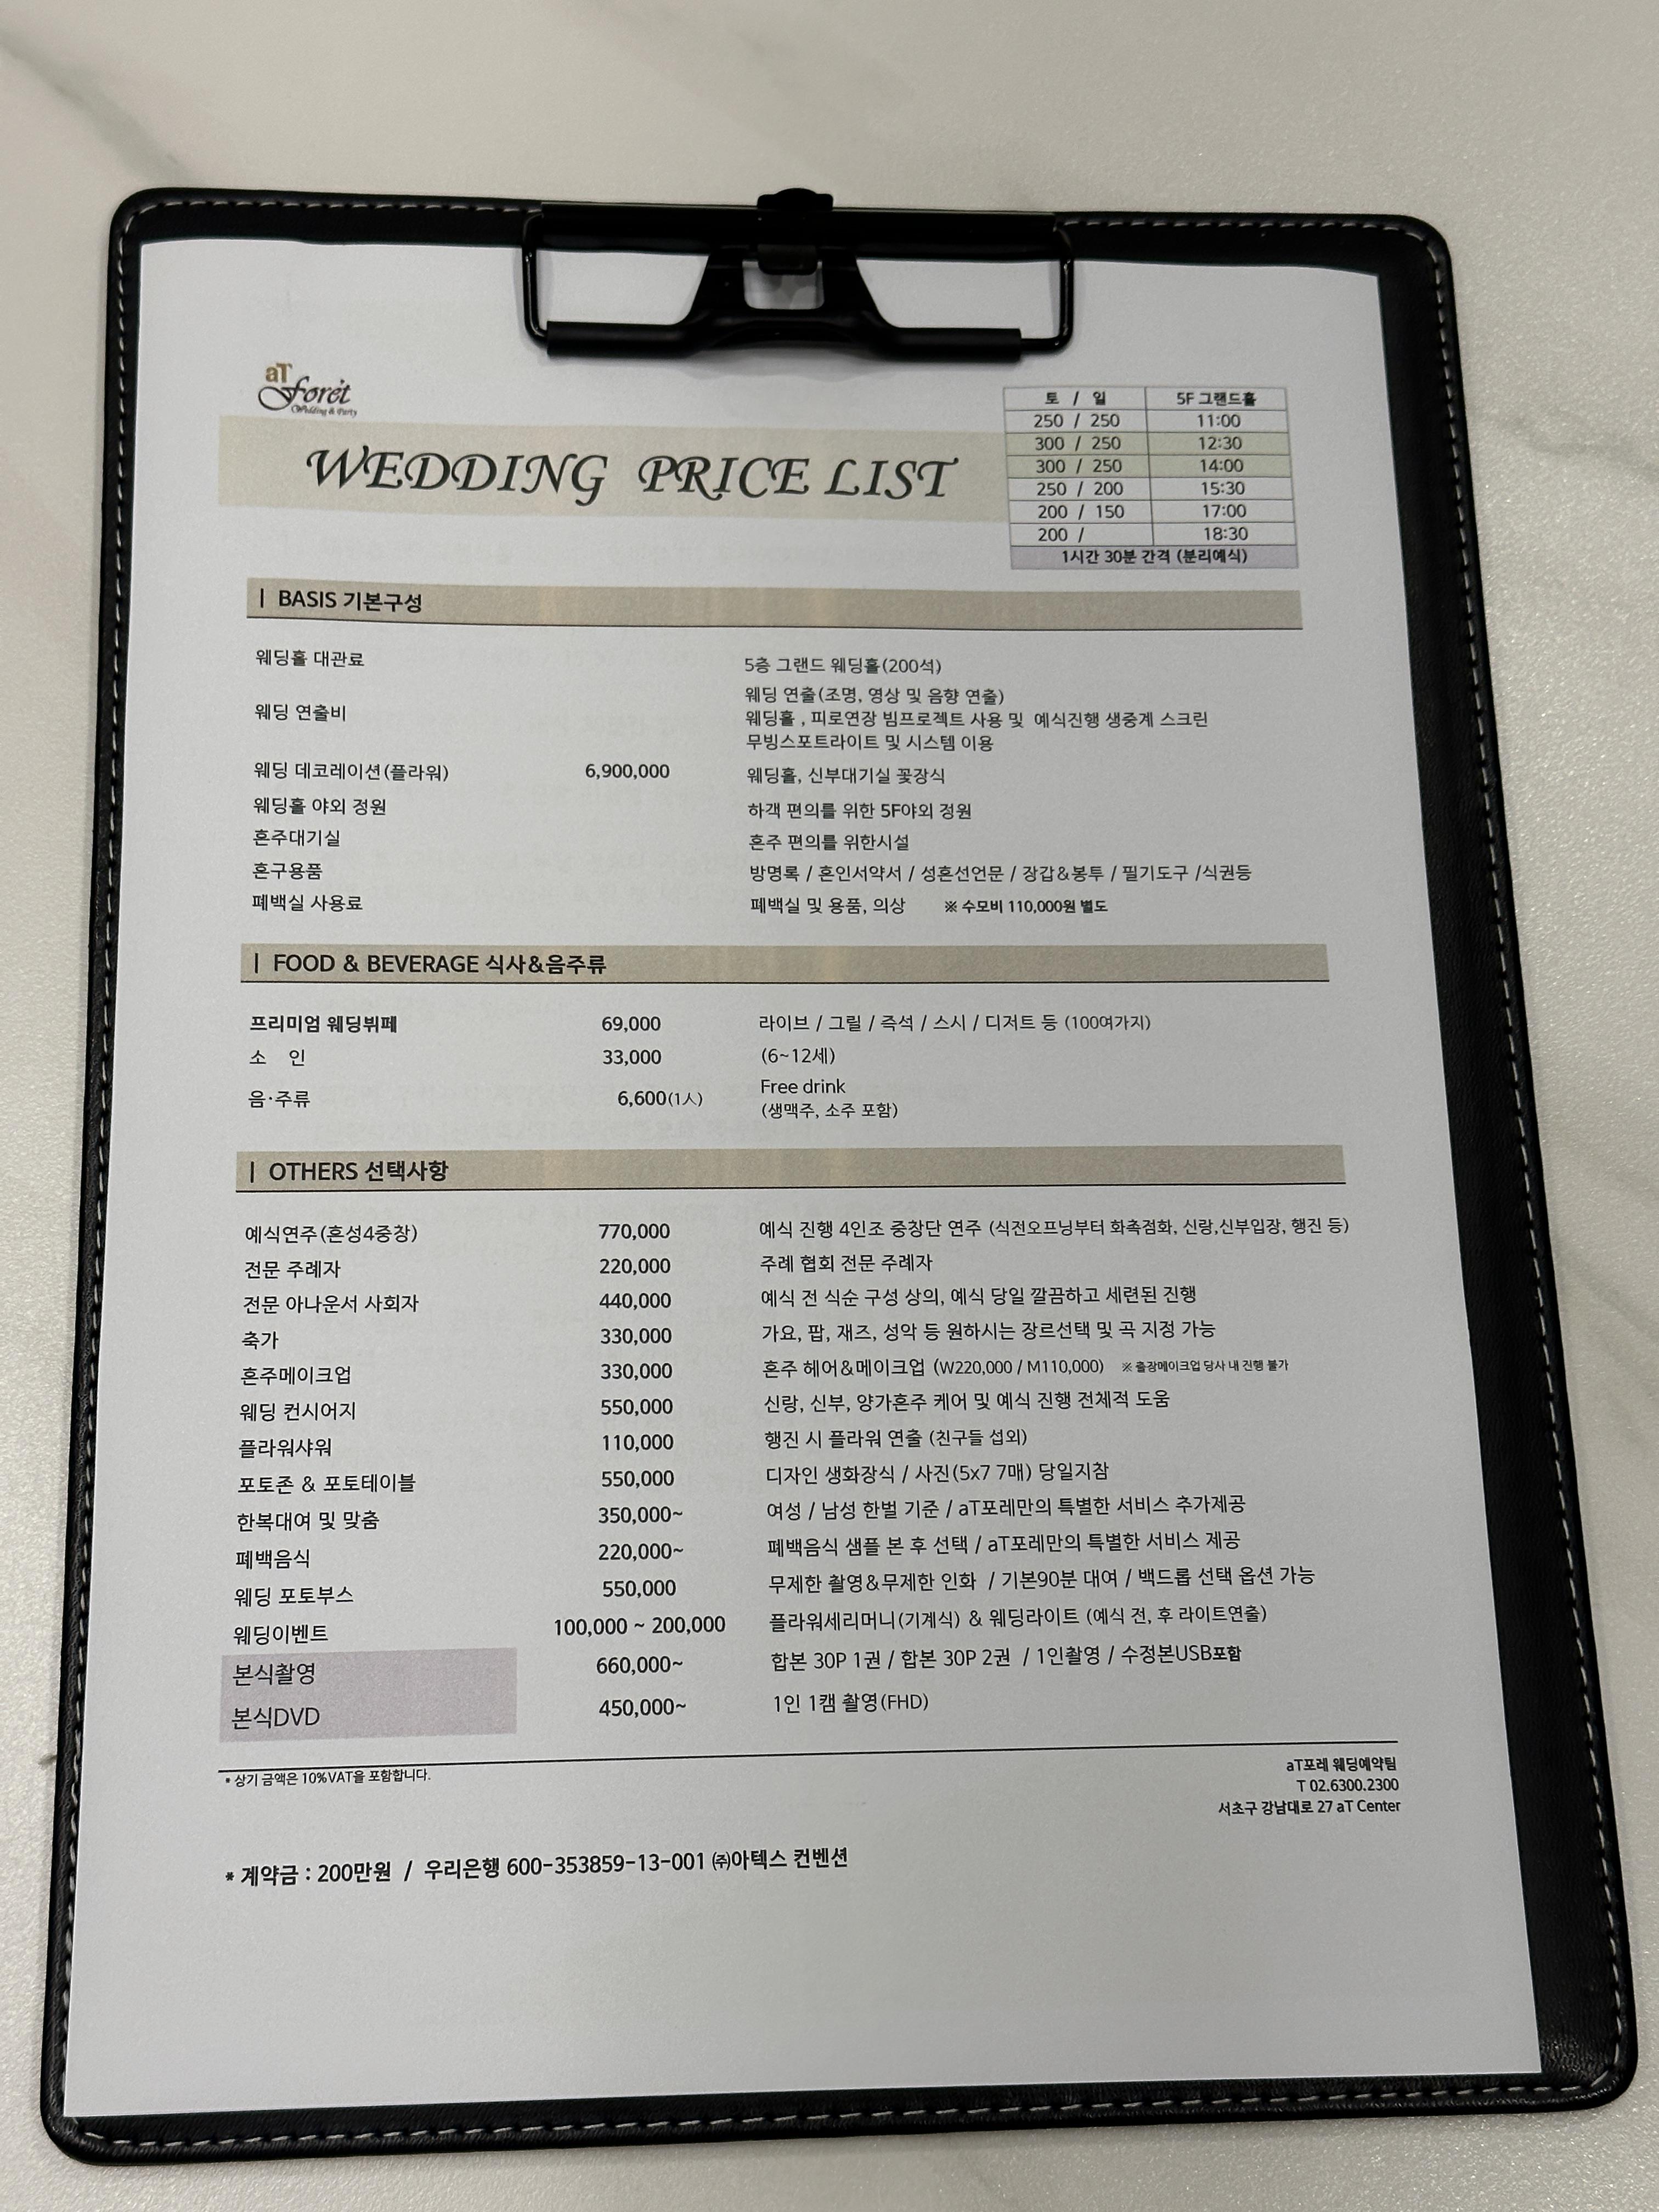 aT
forêt
Wedding & Party
WEDDING PRICE LIST
토 / 일 5F 그랜드홀
250 / 250 11:00
300 / 250 12:30
300 / 250 14:00
250 / 200 15:30
200 / 150 17:00
200 / 18:30
1시간 30분 간격 (분리예식)
| BASIS 기본구성
웨딩홀 대관료 5층 그랜드 웨딩홀(200석)
웨딩 연출(조명, 영상 및 음향 연출)
웨딩 연출비 웨딩홀 , 피로연장 빔프로젝트 사용 및 예식진행 생중계 스크린
무빙스포트라이트 및 시스템 이용
웨딩 데코레이션(플라워) 6,900,000 웨딩홀, 신부대기실 꽃장식
웨딩홀 야외 정원 하객 편의를 위한 5F야외 정원
혼주대기실 혼주 편의를 위한시설
혼구용품 방명록 / 혼인서약서 / 성혼선언문 / 장갑&봉투 / 필기도구 /식권등
폐백실 사용료 폐백실 및 용품, 의상 ※ 수모비 110,000원 별도
| FOOD & BEVERAGE 식사&음주류
프리미엄 웨딩뷔페 69,000 라이브 / 그릴 / 즉석 / 스시 / 디저트 등 (100여가지)
소 인 33,000 (6~12세)
음·주류 6,600(1人) Free drink
(생맥주, 소주 포함)
| OTHERS 선택사항
예식연주(혼성4중창) 770,000 예식 진행 4인조 중창단 연주 (식전오프닝부터 화촉점화, 신랑,신부입장, 행진 등)
전문 주례자 220,000 주례 협회 전문 주례자
전문 아나운서 사회자 440,000 예식 전 식순 구성 상의, 예식 당일 깔끔하고 세련된 진행
축가 330,000 가요, 팝, 재즈, 성악 등 원하시는 장르선택 및 곡 지정 가능
혼주메이크업 330,000 혼주 헤어&메이크업 (W220,000 / M110,000) ※ 출장메이크업 당사 내 진행 불가
웨딩 컨시어지 550,000 신랑, 신부, 양가혼주 케어 및 예식 진행 전체적 도움
플라워샤워 110,000 행진 시 플라워 연출 (친구들 섭외)
포토존 & 포토테이블 550,000 디자인 생화장식 / 사진(5x7 7매) 당일지참
한복대여 및 맞춤 350,000~ 여성 / 남성 한벌 기준 / aT포레만의 특별한 서비스 추가제공
폐백음식 220,000~ 폐백음식 샘플 본 후 선택 / aT포레만의 특별한 서비스 제공
웨딩 포토부스 550,000 무제한 촬영&무제한 인화 / 기본90분 대여 / 백드롭 선택 옵션 가능
웨딩이벤트 100,000 ~ 200,000 플라워세리머니(기계식) & 웨딩라이트 (예식 전, 후 라이트연출)
본식촬영 660,000~ 합본 30P 1권 / 합본 30P 2권 / 1인촬영 / 수정본USB포함
본식DVD 450,000~ 1인 1캠 촬영(FHD)
* 상기 금액은 10%VAT을 포함합니다.
aT포레 웨딩예약팀
T 02.6300.2300
서초구 강남대로 27 aT Center
* 계약금 : 200만원 / 우리은행 600-353859-13-001 ㈜아텍스 컨벤션